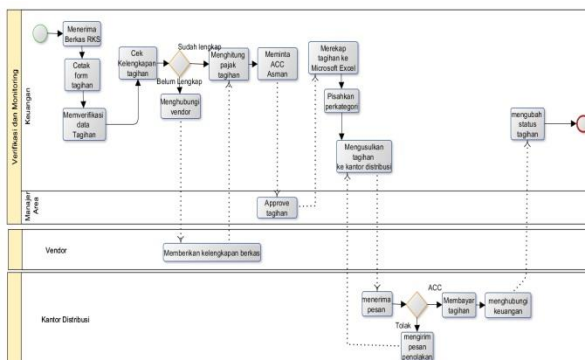 Verifikasi dan Monitoring
Keuangan
Menerima
Berkas RKS
Cetak
form
tagihan
Memverifikasi
data
Tagihan
Cek
Kelengkapan
tagihan
Sudah lengkap
Belum Lengkap
Menghubungi
vendor
Menghitung
pajak
tagihan
Meminta
ACC
Asman
Merekap
tagihan ke
Microsoft Excel
Pisahkan
perkategori
Mengusulkan
tagihan
ke kantor distribusi
mengubah
status
tagihan
Manajer
Area
Approve
tagihan
Vendor
Memberikan kelengkapan berkas
Kantor Distribusi
menerima
pesan
ACC
Tolak
Membayar
tagihan
menghubungi
keuangan
mengirim
pesan
penolakan